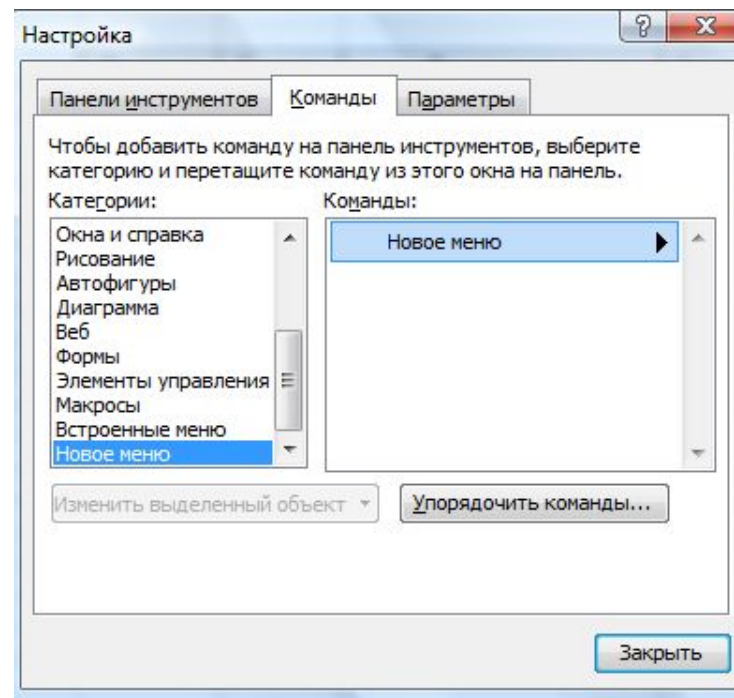 Настройка
?
X
Панели инструментов
Команды
Параметры
Чтобы добавить команду на панель инструментов, выберите
категорию и перетащите команду из этого окна на панель.
Категории:
Команды:
Окна и справка
Рисование
Автофигуры
Диаграмма
Веб
Формы
Элементы управления
Макросы
Встроенные меню
Новое меню
Новое меню
Изменить выделенный объект
Упорядочить команды...
Закрыть